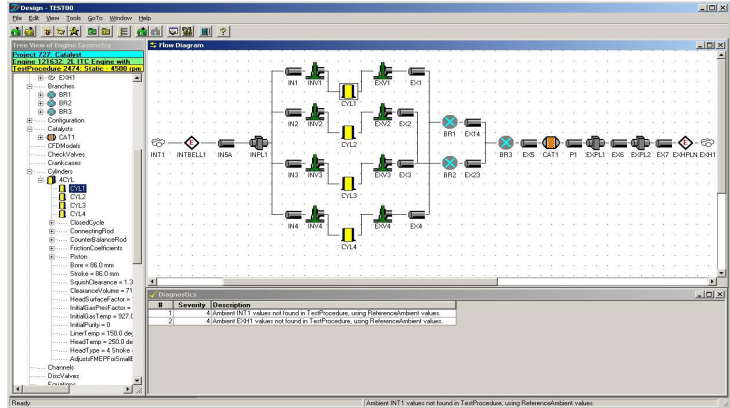 Design - TEST00
File Edit View Tools GoTo Window Help
Tree View of Engine Geometry
Project 727: Catalyst
Engine 121632: 2L ITC Engine with
TestProcedure 2474: Static - 4500 rpm
EXH1
Branches
BR1
BR2
BR3
Configuration
Catalysts
CAT1
CFDModels
CheckValves
Crankcases
Cylinders
4CYL
CYL1
CYL2
CYL3
CYL4
ClosedCycle
ConnectingRod
CounterBalanceRod
FrictionCoefficients
Piston
Bore = 86.0 mm
Stroke = 86.0 mm
SquishClearance = 1.3
ClearanceVolume = 71
HeadSurfaceFactor =
InitialGasPresFactor =
InitialGasTemp = 927.0
InitialPurity = 0
LinerTemp = 150.0 deg
HeadTemp = 250.0 de
HeadType = 4 Stroke
AdjustsFMEPForSmallE
Channels
DiscValves
Equations
Flow Diagram
IN1 INV1 CYL1 EXV1 EX1
IN2 INV2 CYL2 EXV2 EX2 BR1 EX14
INT1 INTBELL1 IN5A INPL1 BR3 EX5 CAT1 P1 EXPL1 EX6 EXPL2 EX7 EXHPLN EXH1
IN3 INV3 CYL3 EXV3 EX3 BR2 EX23
IN4 INV4 CYL4 EXV4 EX4
Diagnostics
# Severity Description
1 4 Ambient INT1 values not found in TestProcedure, using ReferenceAmbient values.
2 4 Ambient EXH1 values not found in TestProcedure, using ReferenceAmbient values.
Ready. Ambient INT1 values not found in TestProcedure, using ReferenceAmbient values.